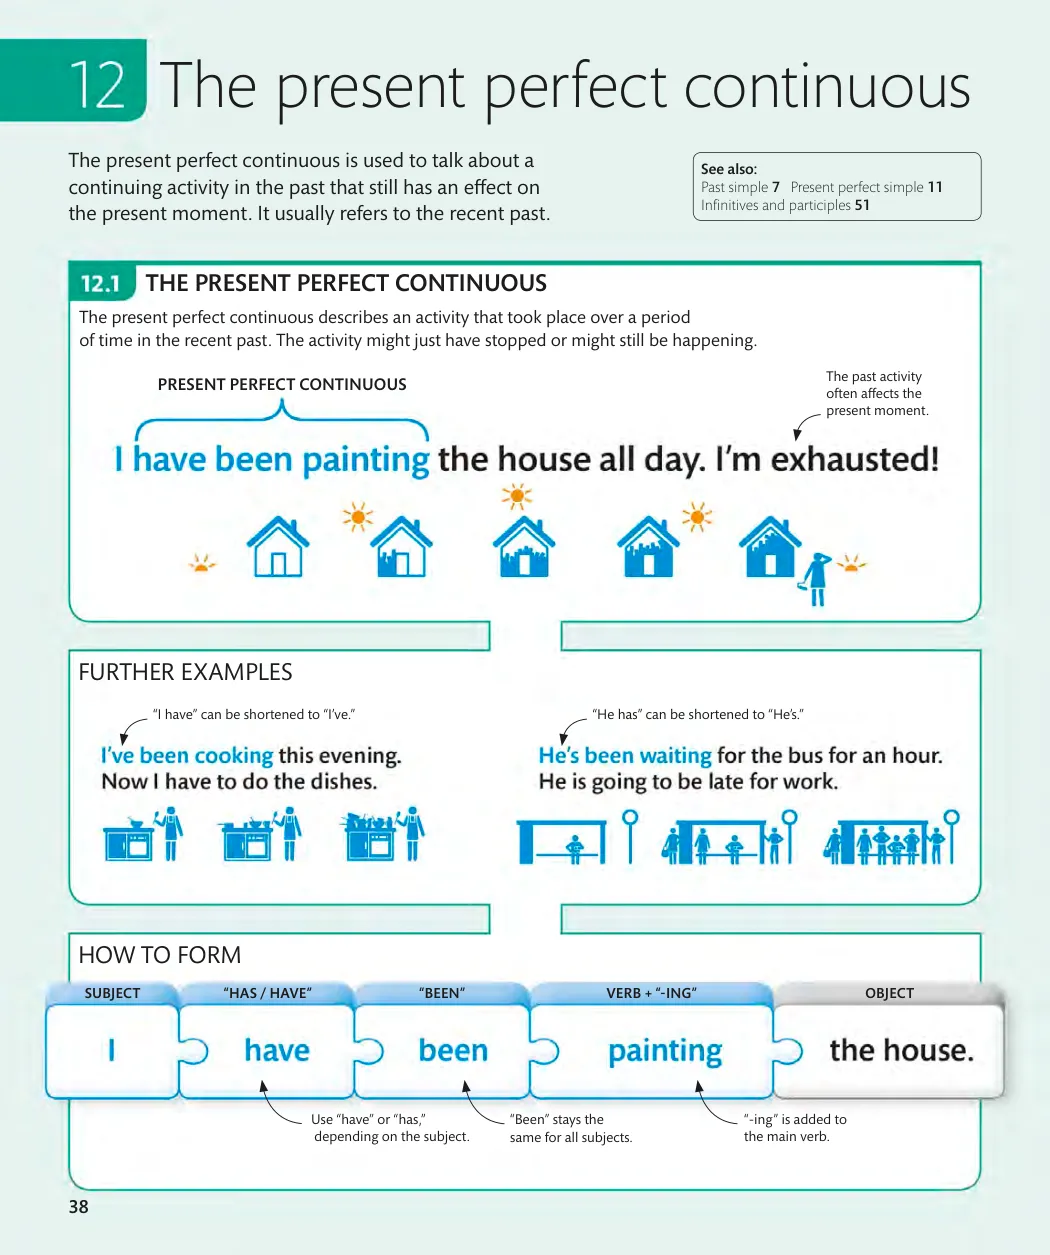 12 The present perfect continuous
The present perfect continuous is used to talk about a
continuing activity in the past that still has an effect on
the present moment. It usually refers to the recent past.
See also:
Past simple 7 Present perfect simple 11
Infinitives and participles 51
12.1 THE PRESENT PERFECT CONTINUOUS
The present perfect continuous describes an activity that took place over a period
of time in the recent past. The activity might just have stopped or might still be happening.
PRESENT PERFECT CONTINUOUS
The past activity
often affects the
present moment.
I have been painting the house all day. I'm exhausted!
FURTHER EXAMPLES
“I have” can be shortened to “I’ve.”
I've been cooking this evening.
Now I have to do the dishes.
“He has” can be shortened to “He’s.”
He's been waiting for the bus for an hour.
He is going to be late for work.
HOW TO FORM
SUBJECT “HAS / HAVE” “BEEN” VERB + “-ING” OBJECT
I have been painting the house.
Use “have” or “has,”
depending on the subject.
“Been” stays the
same for all subjects.
“-ing” is added to
the main verb.
38